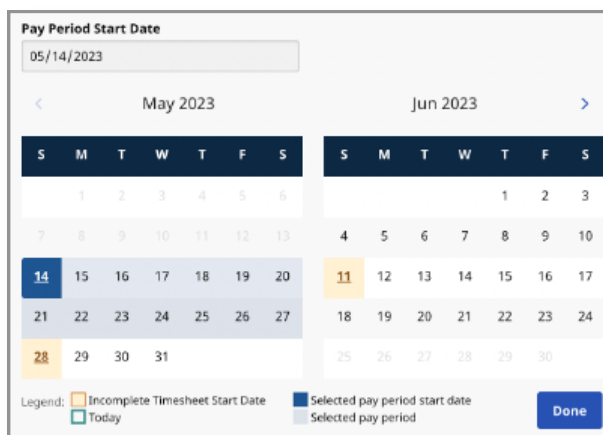 Pay Period Start Date
05/14/2023
< May 2023 Jun 2023 >
S M T W T F S S M T W T F S
1 2 3 4 5 6 1 2 3
7 8 9 10 11 12 13 4 5 6 7 8 9 10
14 15 16 17 18 19 20 11 12 13 14 15 16 17
21 22 23 24 25 26 27 18 19 20 21 22 23 24
28 29 30 31 25 26 27 28 29 30
Legend: Incomplete Timesheet Start Date Selected pay period start date
Today Selected pay period
Done